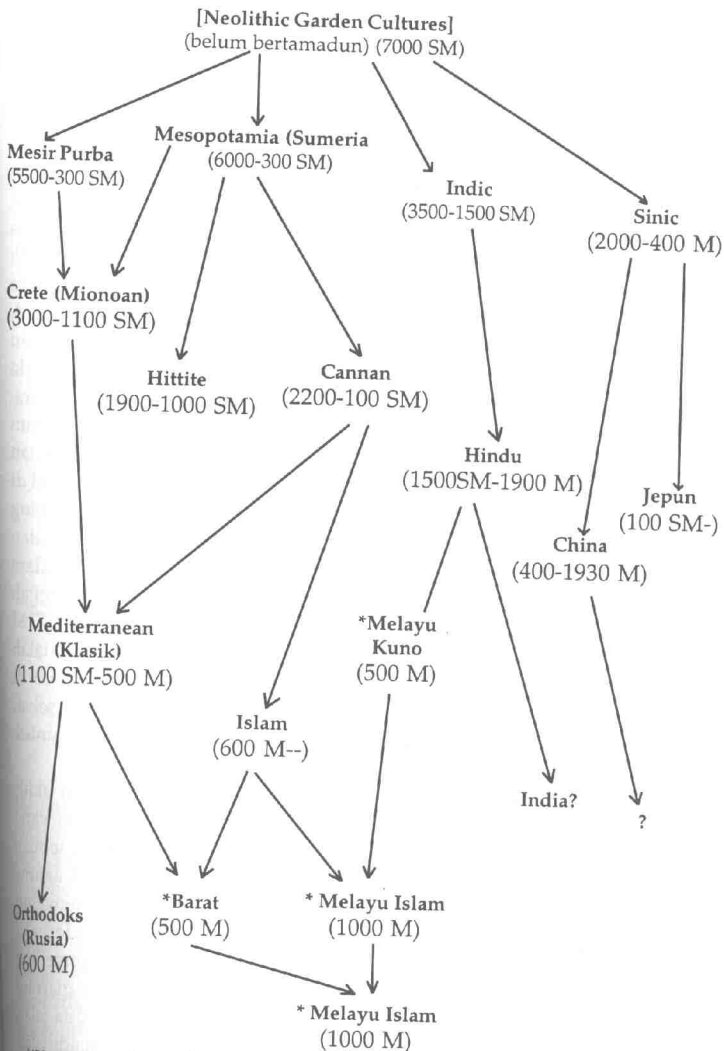 [Neolithic Garden Cultures]
(belum bertamadun) (7000 SM)
Mesir Purba
(5500-300 SM)
Mesopotamia (Sumeria
(6000-300 SM)
Indic
(3500-1500 SM)
Sinic
(2000-400 M)
Crete (Mionoan)
(3000-1100 SM)
Hittite
(1900-1000 SM)
Cannan
(2200-100 SM)
Hindu
(1500SM-1900 M)
Jepun
(100 SM-)
China
(400-1930 M)
Mediterranean
(Klasik)
(1100 SM-500 M)
*Melayu
Kuno
(500 M)
Islam
(600 M--)
India?
?
Orthodoks
(Rusia)
(600 M)
*Barat
(500 M)
* Melayu Islam
(1000 M)
* Melayu Islam
(1000 M)